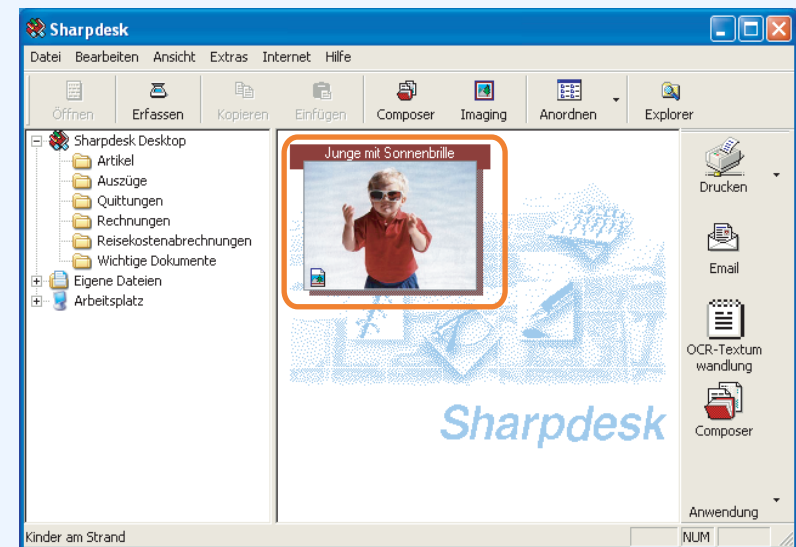 Sharpdesk
Datei Bearbeiten Ansicht Extras Internet Hilfe
Öffnen Erfassen Kopieren Einfügen Composer Imaging Anordnen Explorer
Sharpdesk Desktop
Artikel
Auszüge
Quittungen
Rechnungen
Reisekostenabrechnungen
Wichtige Dokumente
Eigene Dateien
Arbeitsplatz
Junge mit Sonnenbrille
Sharpdesk
Drucken
Email
OCR-Textum
wandlung
Composer
Anwendung
Kinder am Strand NUM